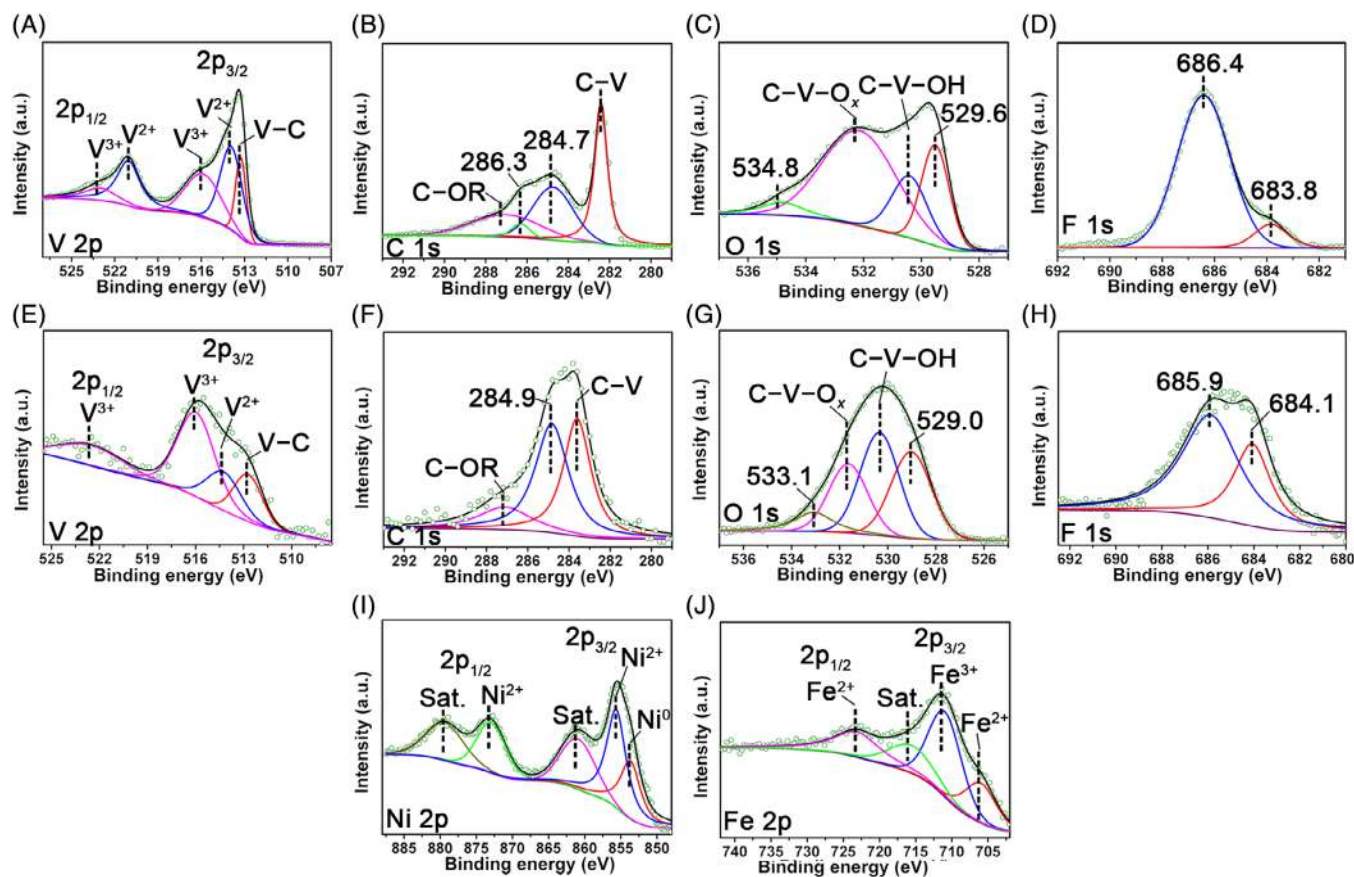 (A)
2p3/2
V2+
2p1/2
V2+
V3+
V3+
V–C
V 2p
Intensity (a.u.)
525 521 519 516 513 510 507
Binding energy (eV)
(B)
C–V
284.7
286.3
C–OR
C 1s
Intensity (a.u.)
292 290 288 286 284 282 280
Binding energy (eV)
(C)
C–V–OH
C–V–Ox
529.6
534.8
O 1s
Intensity (a.u.)
536 534 532 530 528
Binding energy (eV)
(D)
686.4
683.8
F 1s
Intensity (a.u.)
692 690 688 686 684 682
Binding energy (eV)
(E)
2p3/2
2p1/2
V3+
V3+
V2+
V–C
V 2p
Intensity (a.u.)
525 521 519 516 513 510
Binding energy (eV)
(F)
C–V
284.9
C–OR
C 1s
Intensity (a.u.)
292 290 288 286 284 282 280
Binding energy (eV)
(G)
C–V–OH
C–V–Ox
529.0
533.1
O 1s
Intensity (a.u.)
536 534 532 530 528 526
Binding energy (eV)
(H)
685.9
684.1
F 1s
Intensity (a.u.)
692 690 688 686 684 682 680
Binding energy (eV)
(I)
2p3/2
Ni2+
2p1/2
Sat.
Ni2+
Sat.
Ni0
Ni 2p
Intensity (a.u.)
885 880 875 870 865 860 855 850
Binding energy (eV)
(J)
2p3/2
2p1/2
Fe3+
Fe2+
Sat.
Fe2+
Fe 2p
Intensity (a.u.)
740 735 730 725 720 715 710 705
Binding energy (eV)